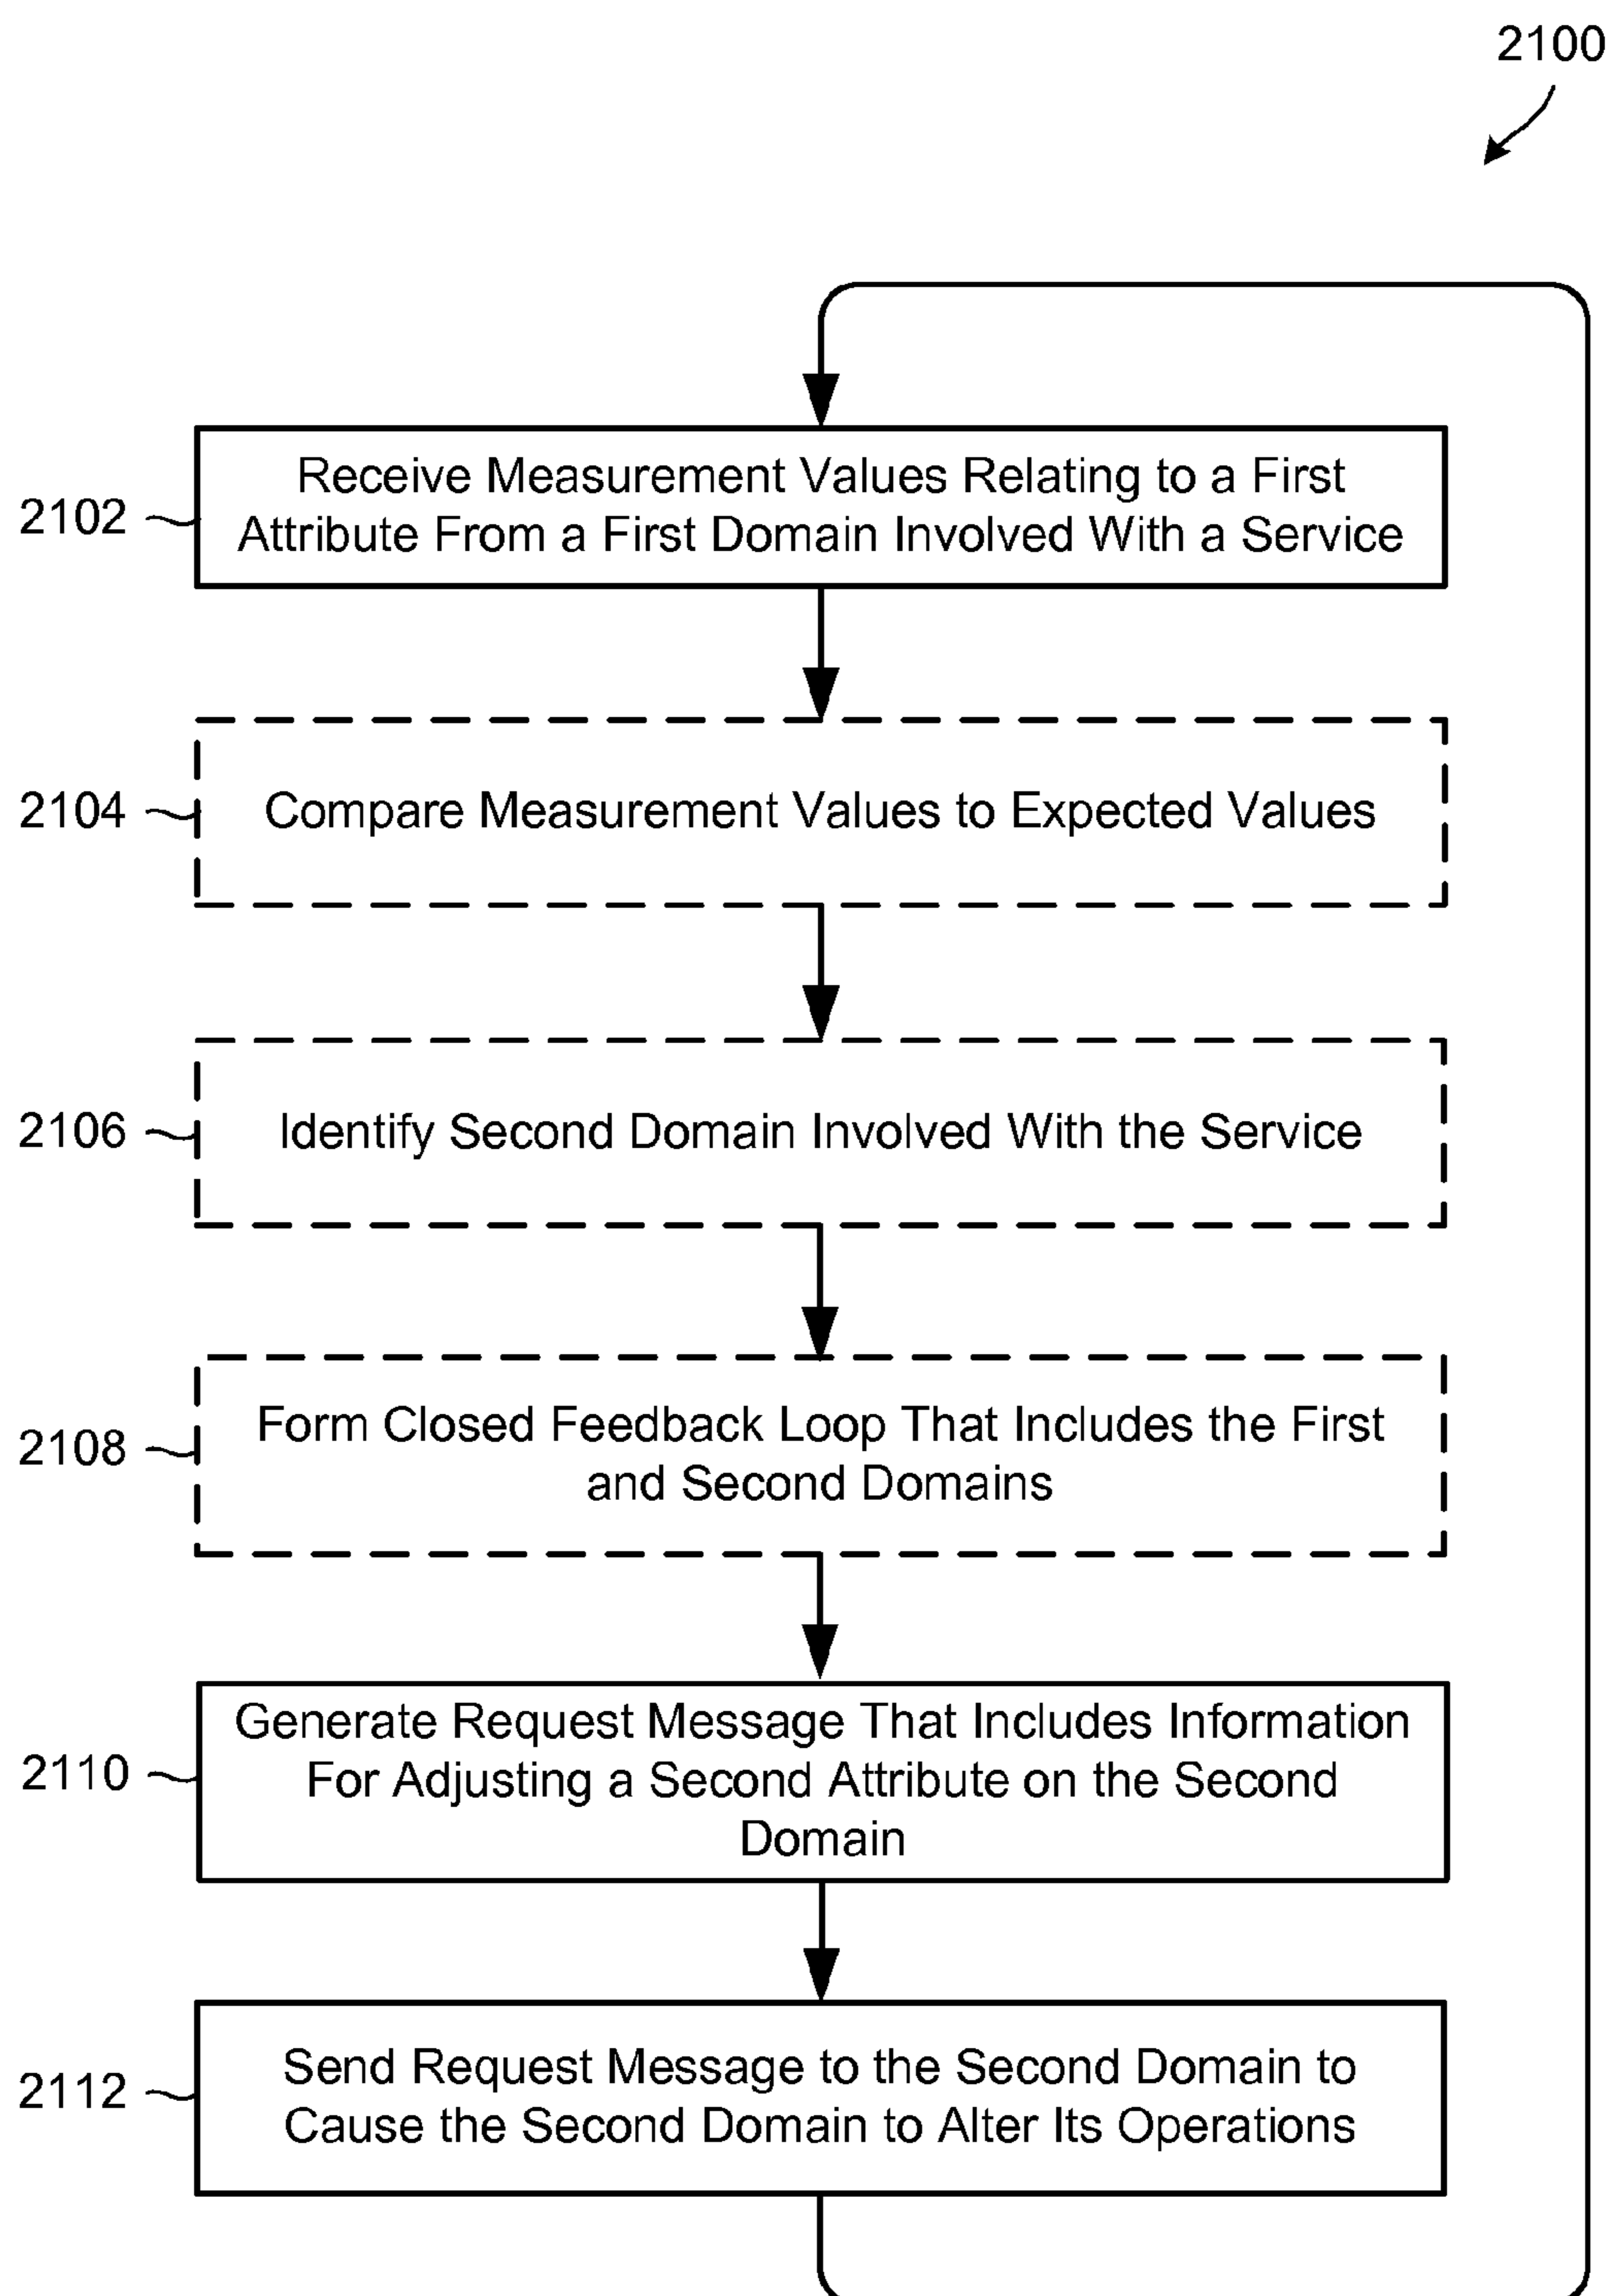 2100
2102
Receive Measurement Values Relating to a First
Attribute From a First Domain Involved With a Service
2104
Compare Measurement Values to Expected Values
2106
Identify Second Domain Involved With the Service
2108
Form Closed Feedback Loop That Includes the First
and Second Domains
2110
Generate Request Message That Includes Information
For Adjusting a Second Attribute on the Second
Domain
2112
Send Request Message to the Second Domain to
Cause the Second Domain to Alter Its Operations